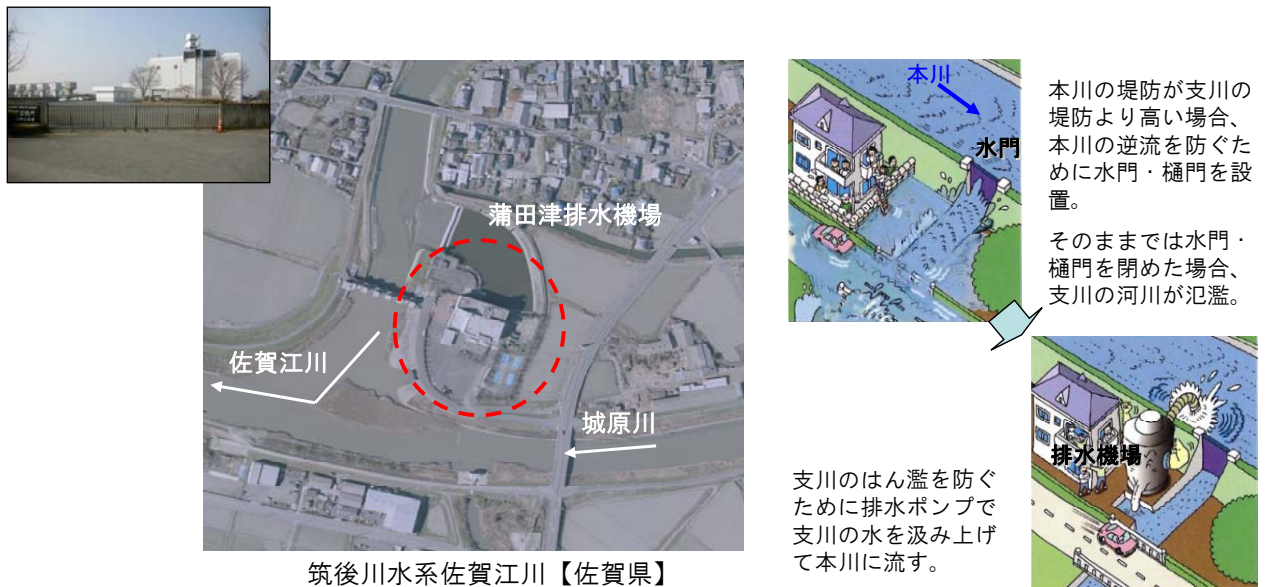 蒲田津排水機場
佐賀江川
城原川
筑後川水系佐賀江川【佐賀県】
本川
水門
本川の堤防が支川の
堤防より高い場合、
本川の逆流を防ぐた
めに水門・樋門を設
置。
そのままでは水門・
樋門を閉めた場合、
支川の河川が氾濫。
排水機場
支川のはん濫を防ぐ
ために排水ポンプで
支川の水を汲み上げ
て本川に流す。